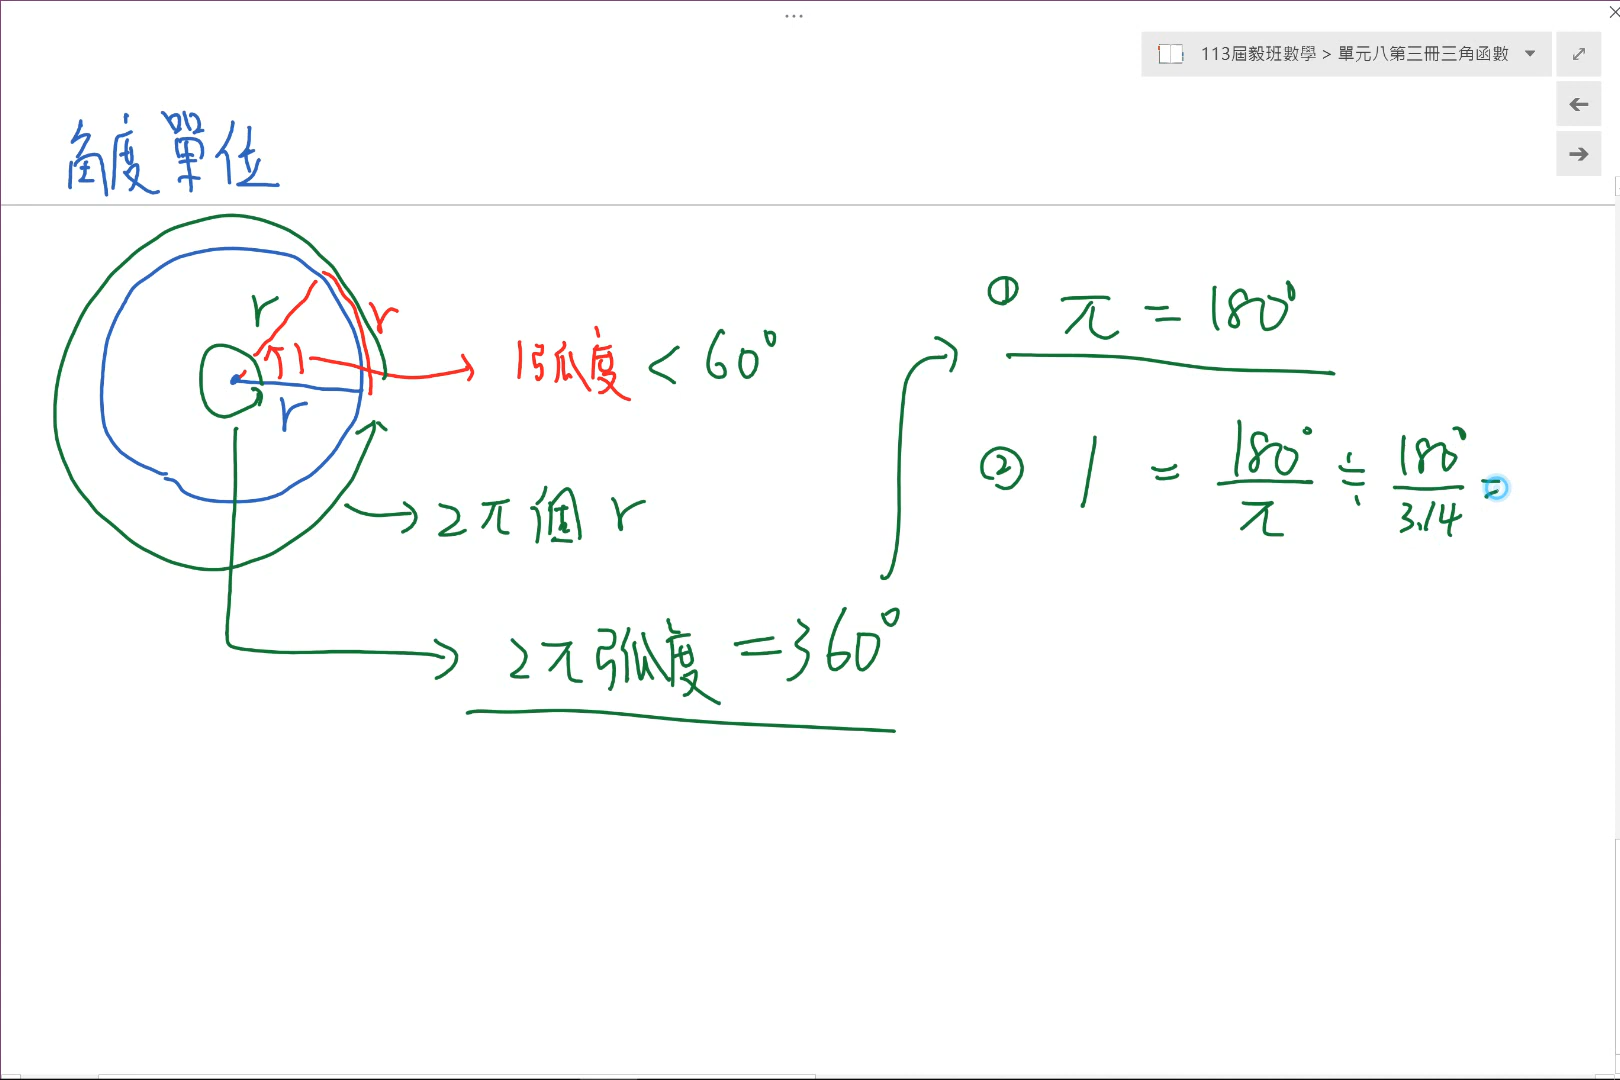 113屆毅班數學 > 單元八第三冊三角函數
角度單位
r
r
1
r
1弧度 < 60°
2π個 r
2π弧度 = 360°
① π = 180°
② 1 = 180°/π ≑ 180°/3.14 =